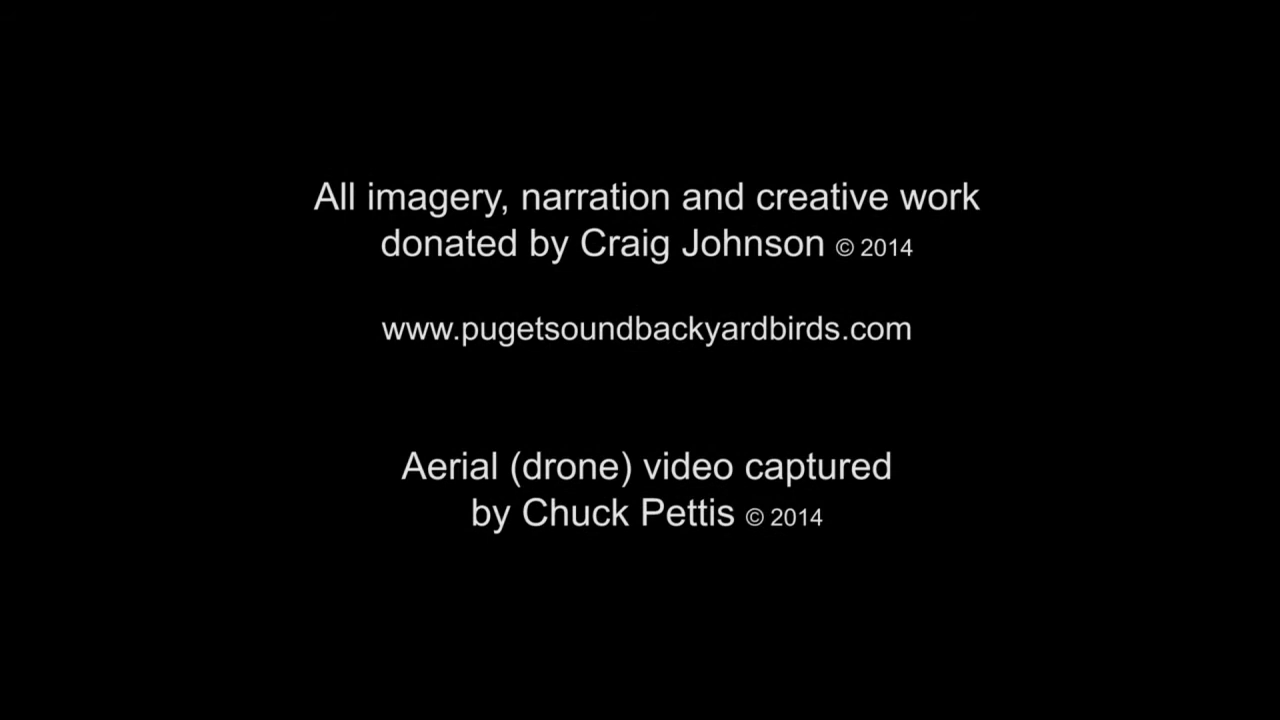 All imagery, narration and creative work
donated by Craig Johnson © 2014
www.pugetsoundbackyardbirds.com
Aerial (drone) video captured
by Chuck Pettis © 2014